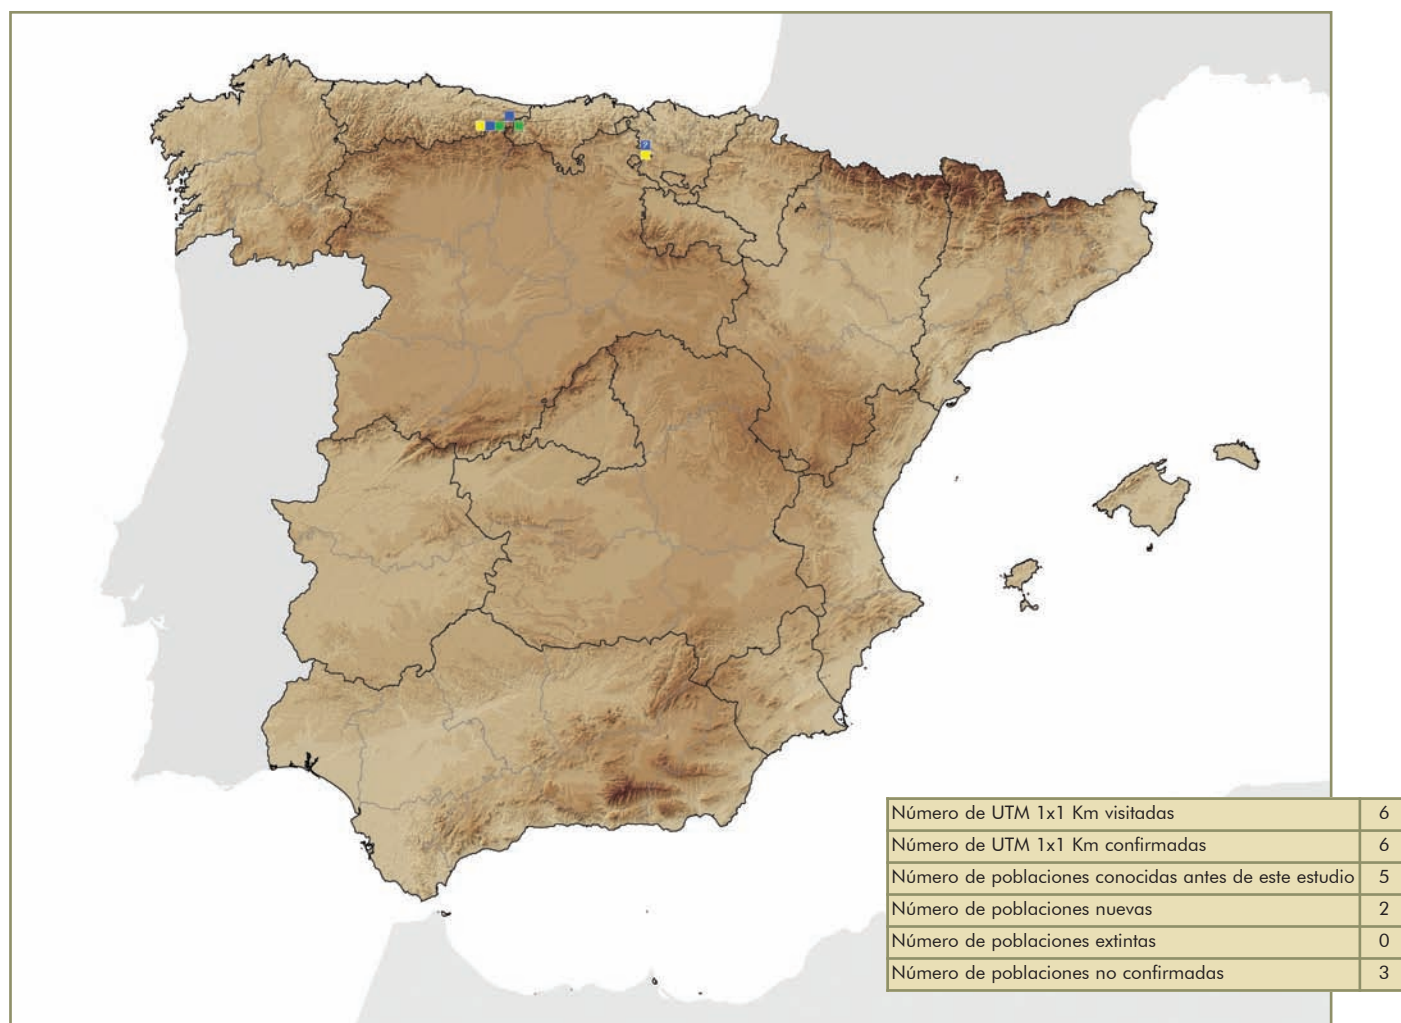 ?
Número de UTM 1x1 Km visitadas 6
Número de UTM 1x1 Km confirmadas 6
Número de poblaciones conocidas antes de este estudio 5
Número de poblaciones nuevas 2
Número de poblaciones extintas 0
Número de poblaciones no confirmadas 3